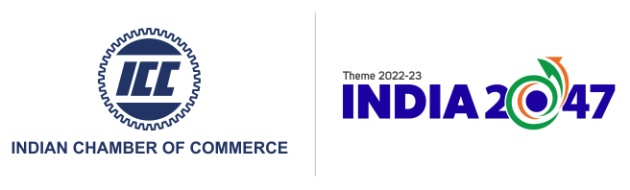 ICC
INDIAN CHAMBER OF COMMERCE
Theme 2022-23
INDIA 2047